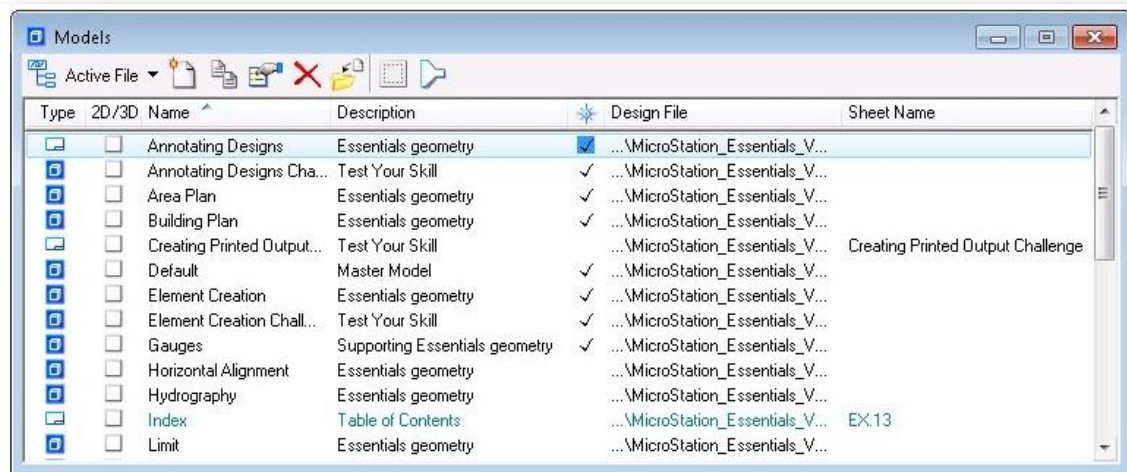 Models
Active File
Type 2D/3D Name Description Design File Sheet Name
Annotating Designs Essentials geometry ✓ ...\MicroStation_Essentials_V...
Annotating Designs Cha... Test Your Skill ✓ ...\MicroStation_Essentials_V...
Area Plan Essentials geometry ✓ ...\MicroStation_Essentials_V...
Building Plan Essentials geometry ✓ ...\MicroStation_Essentials_V...
Creating Printed Output... Test Your Skill ...\MicroStation_Essentials_V... Creating Printed Output Challenge
Default Master Model ✓ ...\MicroStation_Essentials_V...
Element Creation Essentials geometry ✓ ...\MicroStation_Essentials_V...
Element Creation Chall... Test Your Skill ✓ ...\MicroStation_Essentials_V...
Gauges Supporting Essentials geometry ✓ ...\MicroStation_Essentials_V...
Horizontal Alignment Essentials geometry ...\MicroStation_Essentials_V...
Hydrography Essentials geometry ...\MicroStation_Essentials_V...
Index Table of Contents ...\MicroStation_Essentials_V... EX.13
Limit Essentials geometry ...\MicroStation_Essentials_V...